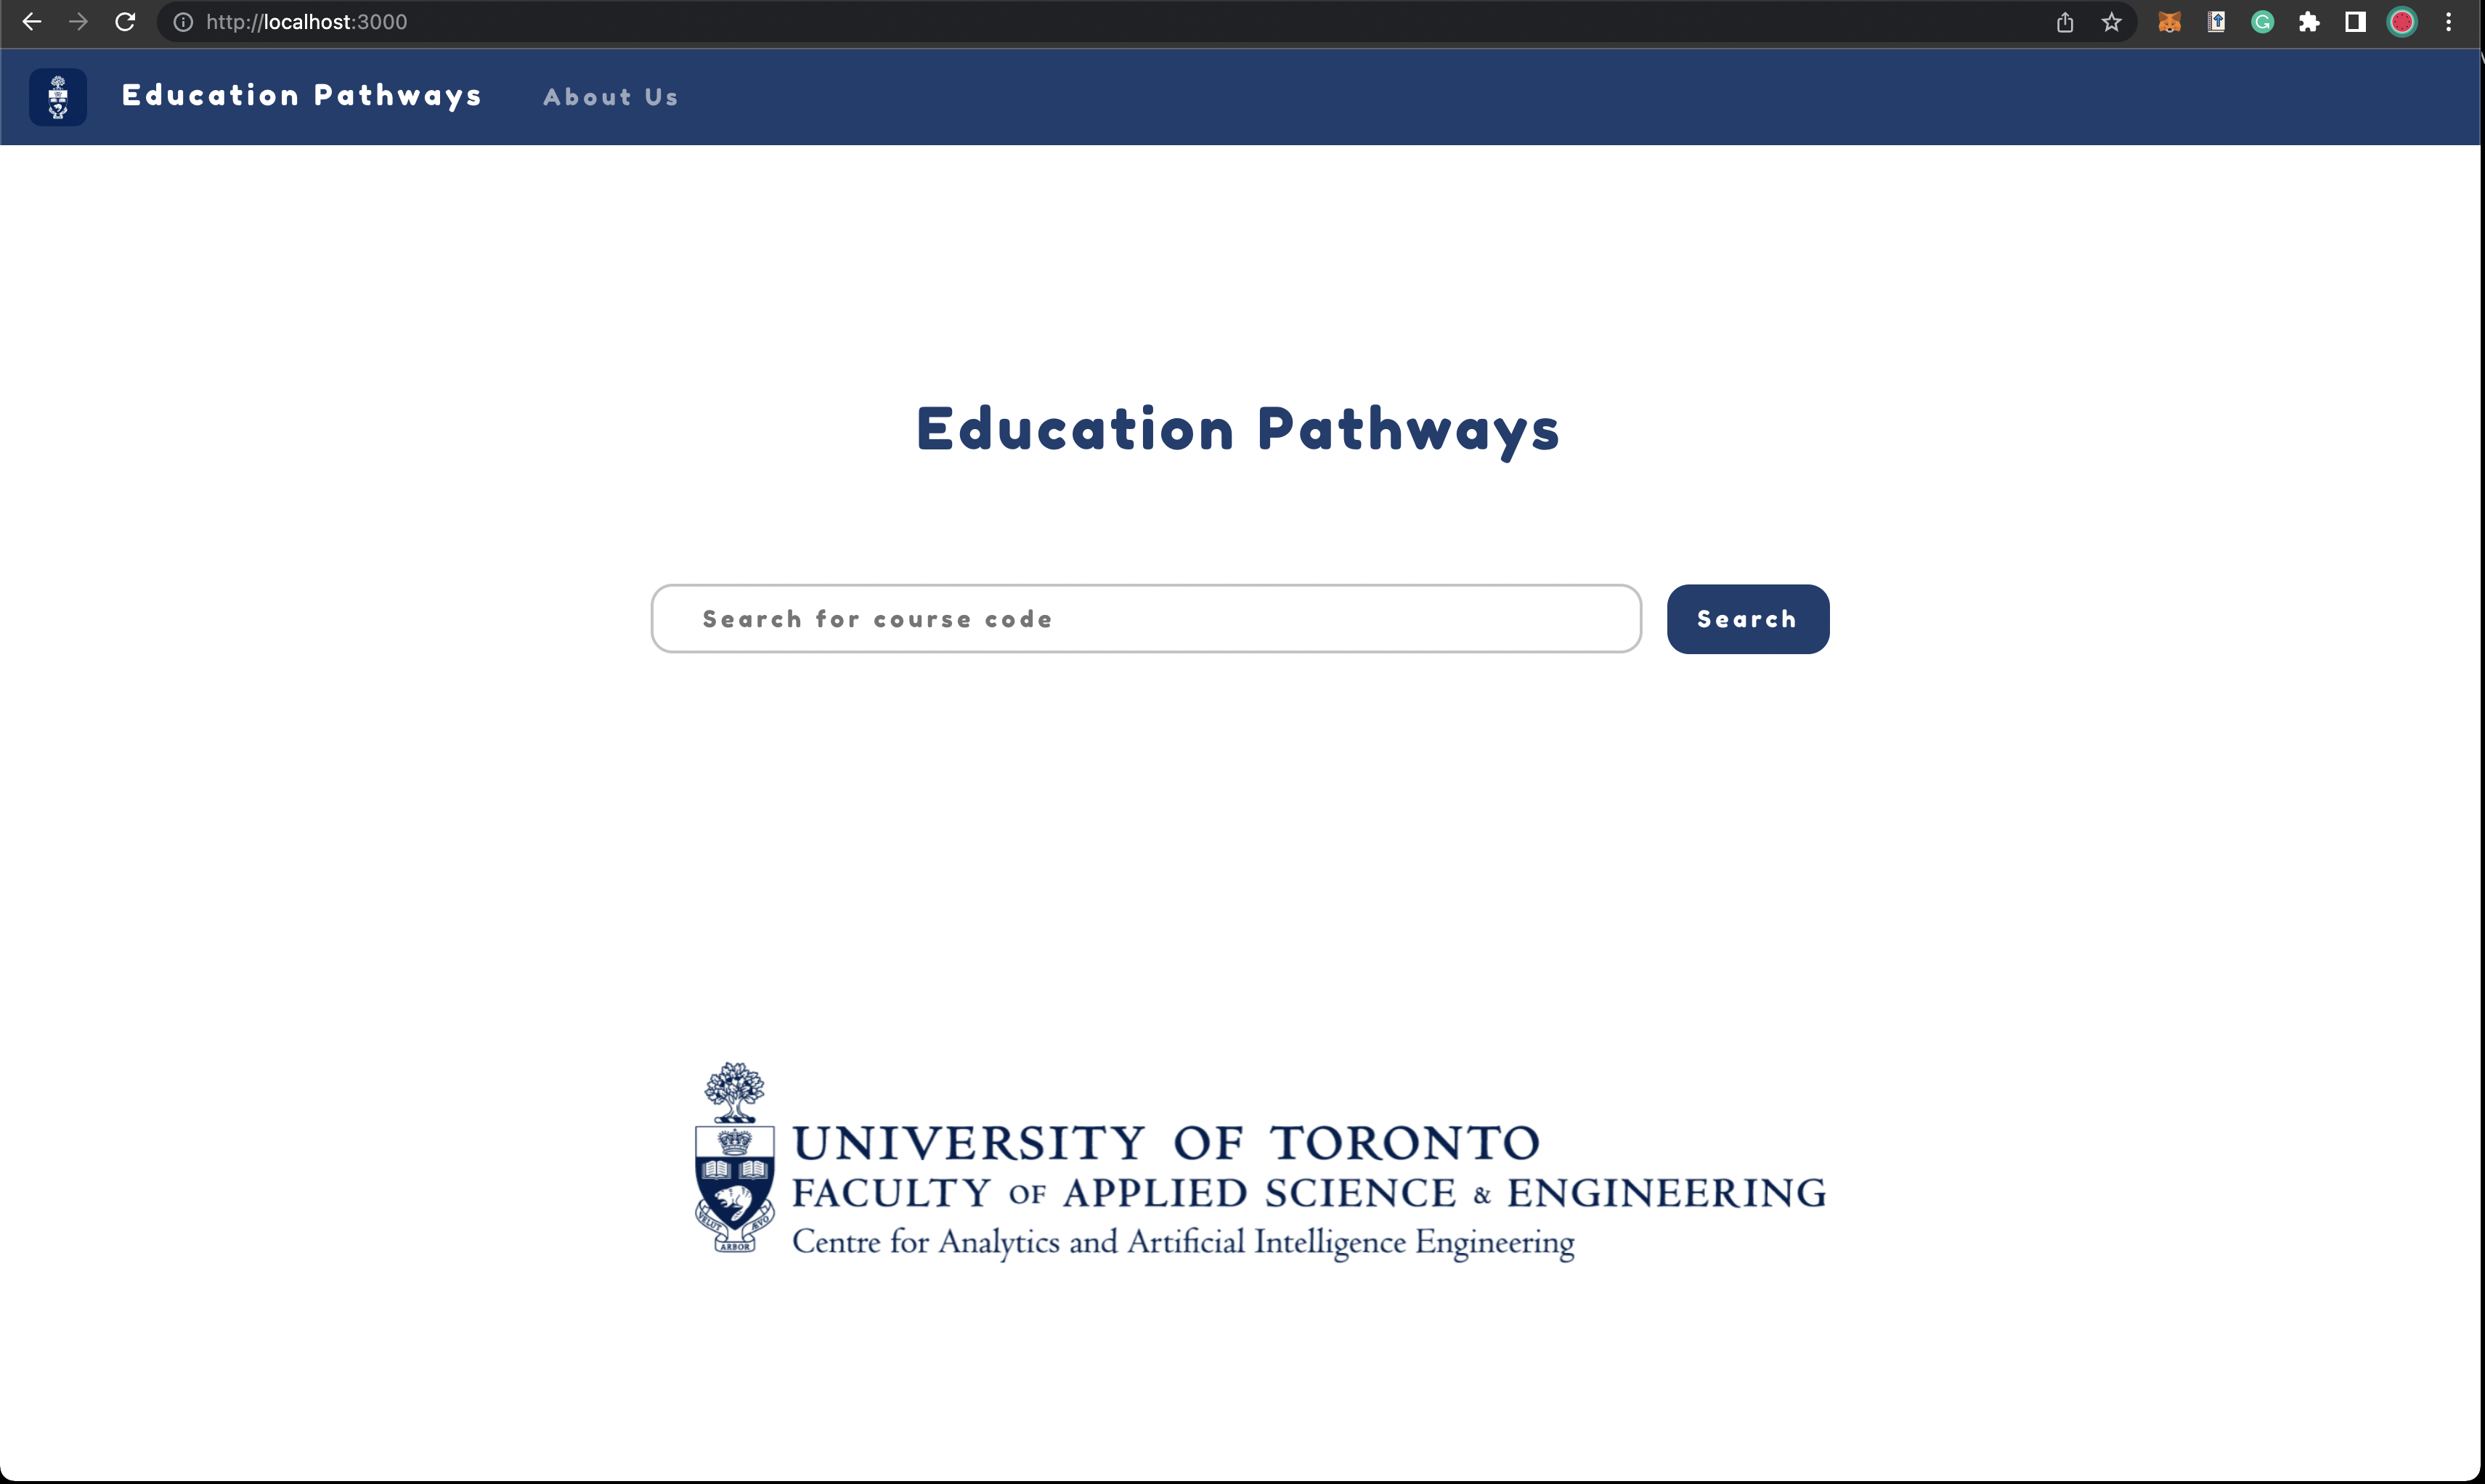 http://localhost:3000
Education Pathways About Us
Education Pathways
Search for course code Search
UNIVERSITY OF TORONTO
FACULTY OF APPLIED SCIENCE & ENGINEERING
VELUT ARBOR ÆVO
Centre for Analytics and Artificial Intelligence Engineering